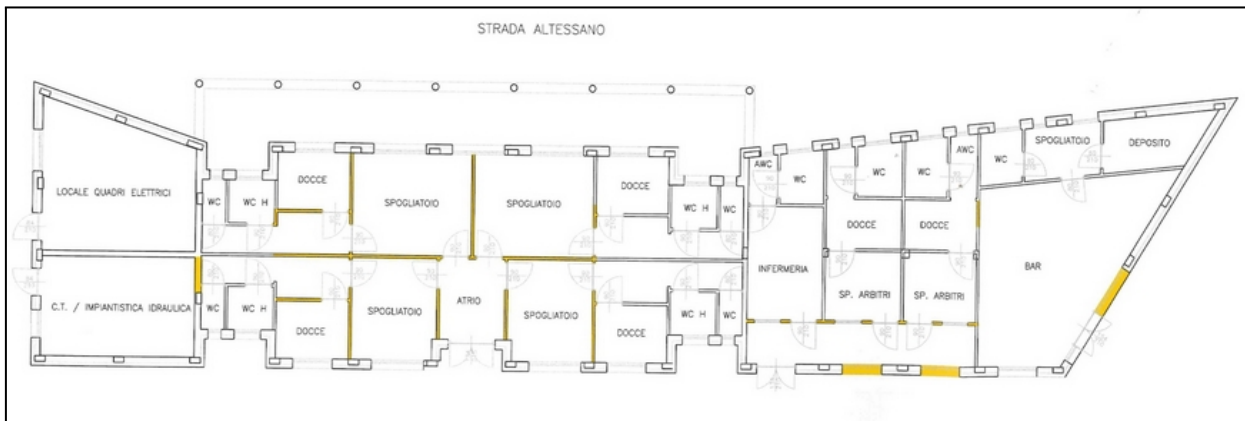 STRADA ALTESSANO
AWC
WC
WC
WC
AWC
WC
SPOGLIATOIO
DEPOSITO
LOCALE QUADRI ELETTRICI
WC
WC H
DOCCE
SPOGLIATOIO
SPOGLIATOIO
DOCCE
WC H
WC
DOCCE
DOCCE
INFERMERIA
BAR
C.T. / IMPIANTISTICA IDRAULICA
WC
WC H
DOCCE
SPOGLIATOIO
ATRIO
SPOGLIATOIO
DOCCE
WC H
WC
SP. ARBITRI
SP. ARBITRI